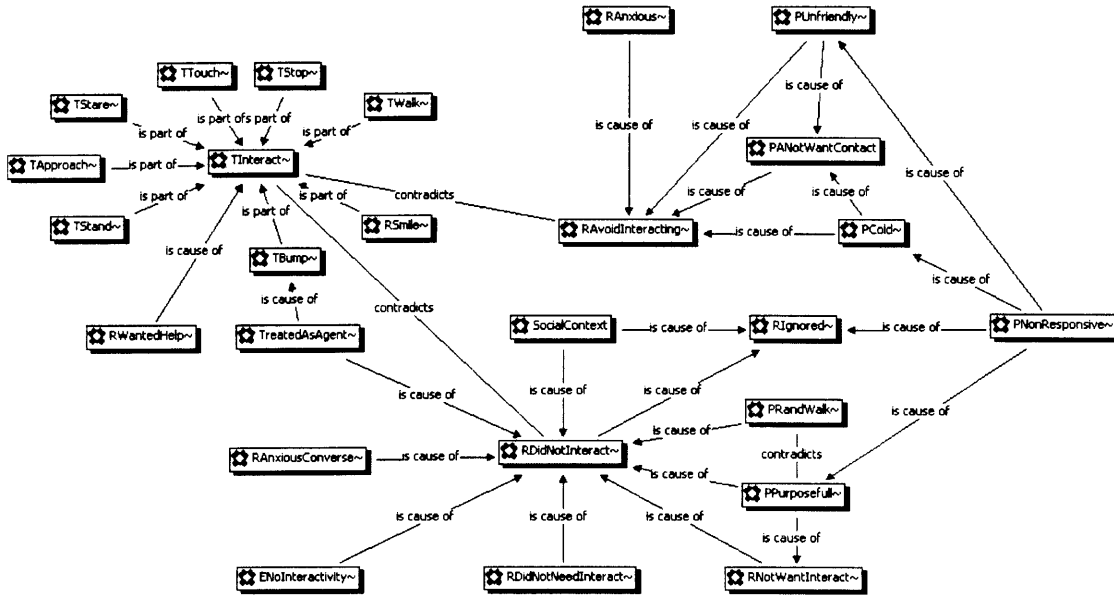 RAnxious~
PUnfriendly~
TTouch~
TStop~
is cause of
TStare~
TWalk~
is part of
s part of
is part of
is part of
is cause of
is cause of
PANotWantContact
TApproach~
is part of
TInteract~
is cause of
is part of
contradicts
is cause of
is cause of
is part of
TStand~
is part of
RSmile~
RAvoidInteracting~
is cause of
PCold~
is cause of
TBump~
is cause of
is cause of
contradicts
RWantedHelp~
TreatedAsAgent~
SocialContext
is cause of
RIgnored~
is cause of
PNonResponsive~
is cause of
is cause of
is cause of
PRandWalk~
is cause of
is cause of
RAnxiousConverse~
is cause of
RDidNotInteract~
contradicts
is cause of
PPurposefull~
is cause of
is cause of
is cause of
is cause of
ENoInteractivity~
RDidNotNeedInteract~
RNotWantInteract~